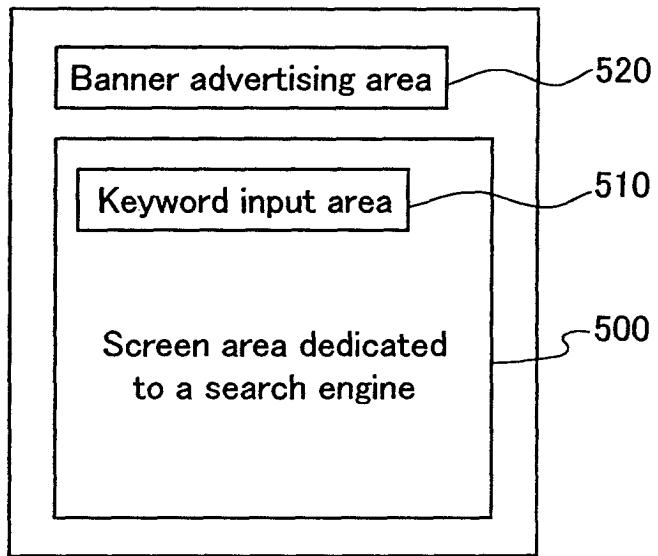 Banner advertising area
520
Keyword input area
510
Screen area dedicated
to a search engine
500